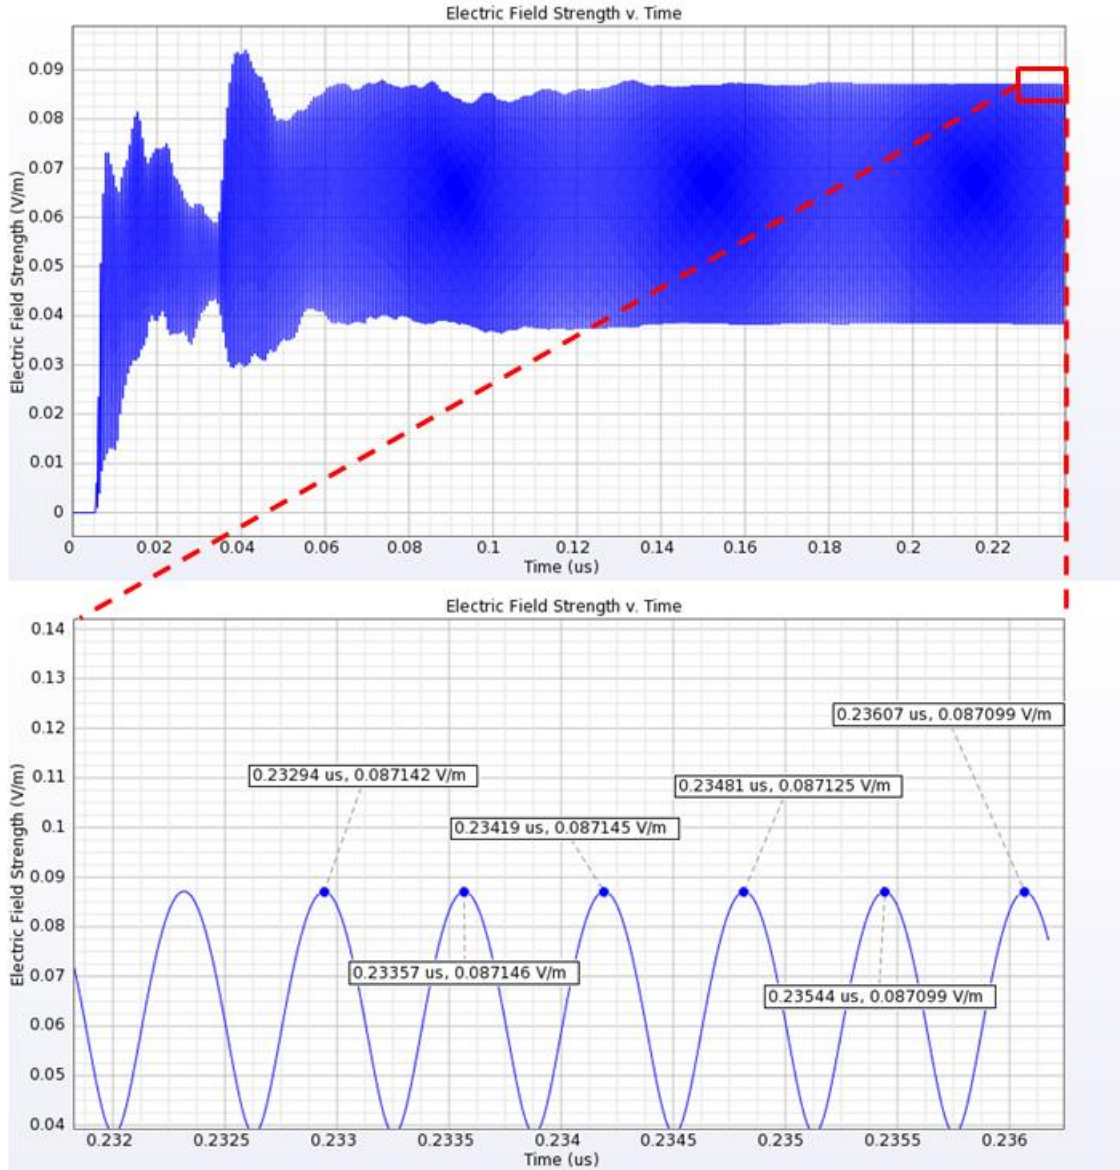 Electric Field Strength v. Time
0.09
0.08
0.07
0.06
0.05
0.04
0.03
0.02
0.01
0
Electric Field Strength (V/m)
0 0.02 0.04 0.06 0.08 0.1 0.12 0.14 0.16 0.18 0.2 0.22
Time (us)
Electric Field Strength v. Time
0.14
0.13
0.12
0.11
0.1
0.09
0.08
0.07
0.06
0.05
0.04
Electric Field Strength (V/m)
0.23607 us, 0.087099 V/m
0.23294 us, 0.087142 V/m
0.23481 us, 0.087125 V/m
0.23419 us, 0.087145 V/m
0.23357 us, 0.087146 V/m
0.23544 us, 0.087099 V/m
0.232 0.2325 0.233 0.2335 0.234 0.2345 0.235 0.2355 0.236
Time (us)